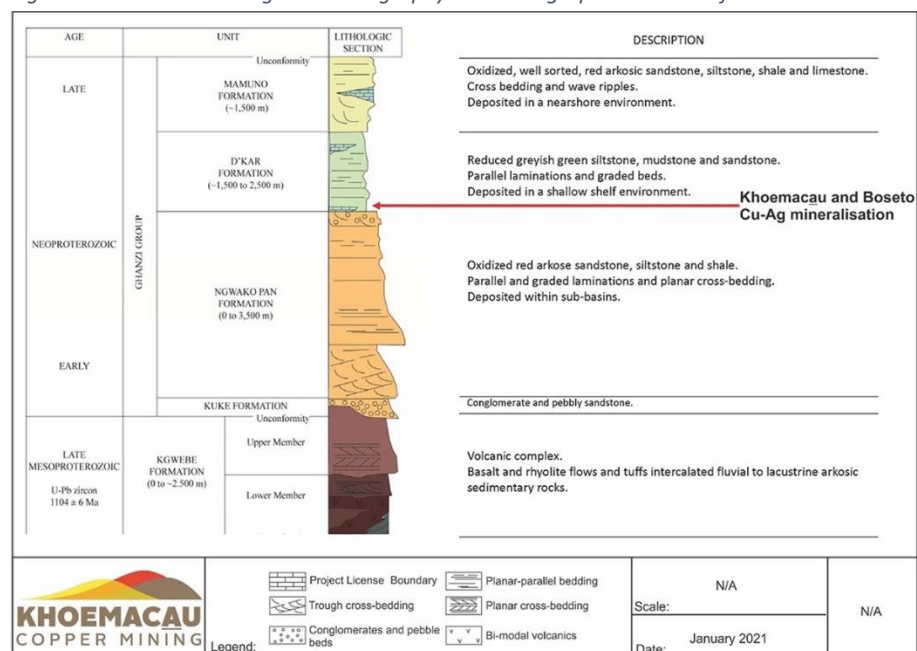 AGE UNIT LITHOLOGIC SECTION DESCRIPTION
Unconformity
LATE
MAMUNO
FORMATION
(~1,500 m)
Oxidized, well sorted, red arkosic sandstone, siltstone, shale and limestone.
Cross bedding and wave ripples.
Deposited in a nearshore environment.
D'KAR
FORMATION
(~1,500 to 2,500 m)
Reduced greyish green siltstone, mudstone and sandstone.
Parallel laminations and graded beds.
Deposited in a shallow shelf environment.
Khoemacau and Boseto
Cu-Ag mineralisation
NEOPROTEROZOIC
GHANZI GROUP
NGWAKO PAN
FORMATION
(0 to 3,500 m)
Oxidized red arkose sandstone, siltstone and shale.
Parallel and graded laminations and planar cross-bedding.
Deposited within sub-basins.
EARLY
KUKE FORMATION
Conglomerate and pebbly sandstone.
Unconformity
LATE
MESOPROTEROZOIC
U-Pb zircon
1104 ± 6 Ma
KGWEBE
FORMATION
(0 to ~2.500 m)
Upper Member
Lower Member
Volcanic complex.
Basalt and rhyolite flows and tuffs intercalated fluvial to lacustrine arkosic
sedimentary rocks.
KHOEMACAU
COPPER MINING
Legend:
Project License Boundary
Planar-parallel bedding
Trough cross-bedding
Planar cross-bedding
Conglomerates and pebble
beds
Bi-modal volcanics
N/A
Scale:
January 2021
Date:
N/A